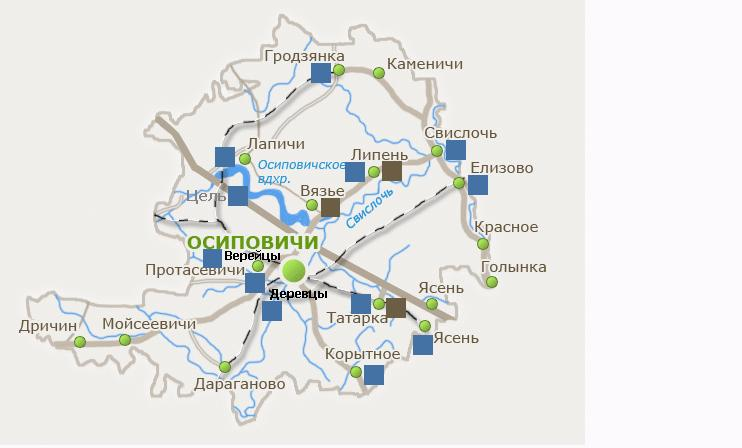 Гродзянка
Каменичи
Свислочь
Лапичи
Липень
Осиповичское
вдхр.
Елизово
Вязье
Цель
Свислочь
Красное
ОСИПОВИЧИ
Верейцы
Протасевичи
Голынка
Деревцы
Ясень
Татарка
Дричин
Мойсеевичи
Ясень
Корытное
Дараганово